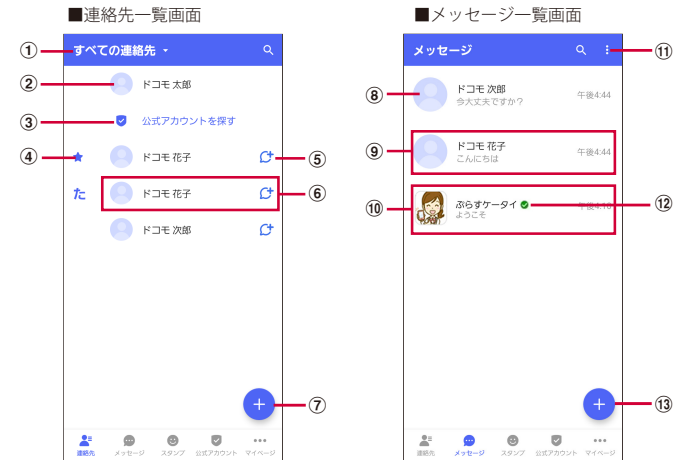 ■連絡先一覧画面
① すべての連絡先
② ドコモ 太郎
③ 公式アカウントを探す
④ ドコモ 花子 ⑤
た ドコモ 花子 ⑥
ドコモ 次郎
⑦
連絡先 メッセージ スタンプ 公式アカウント マイページ
■メッセージ一覧画面
メッセージ ⑪
⑧ ドコモ 次郎
今大丈夫ですか？ 午後4:44
⑨ ドコモ 花子
こんにちは 午後4:44
⑩ ぷらすケータイ ⑫
ようこそ
⑬
連絡先 メッセージ スタンプ 公式アカウント マイページ